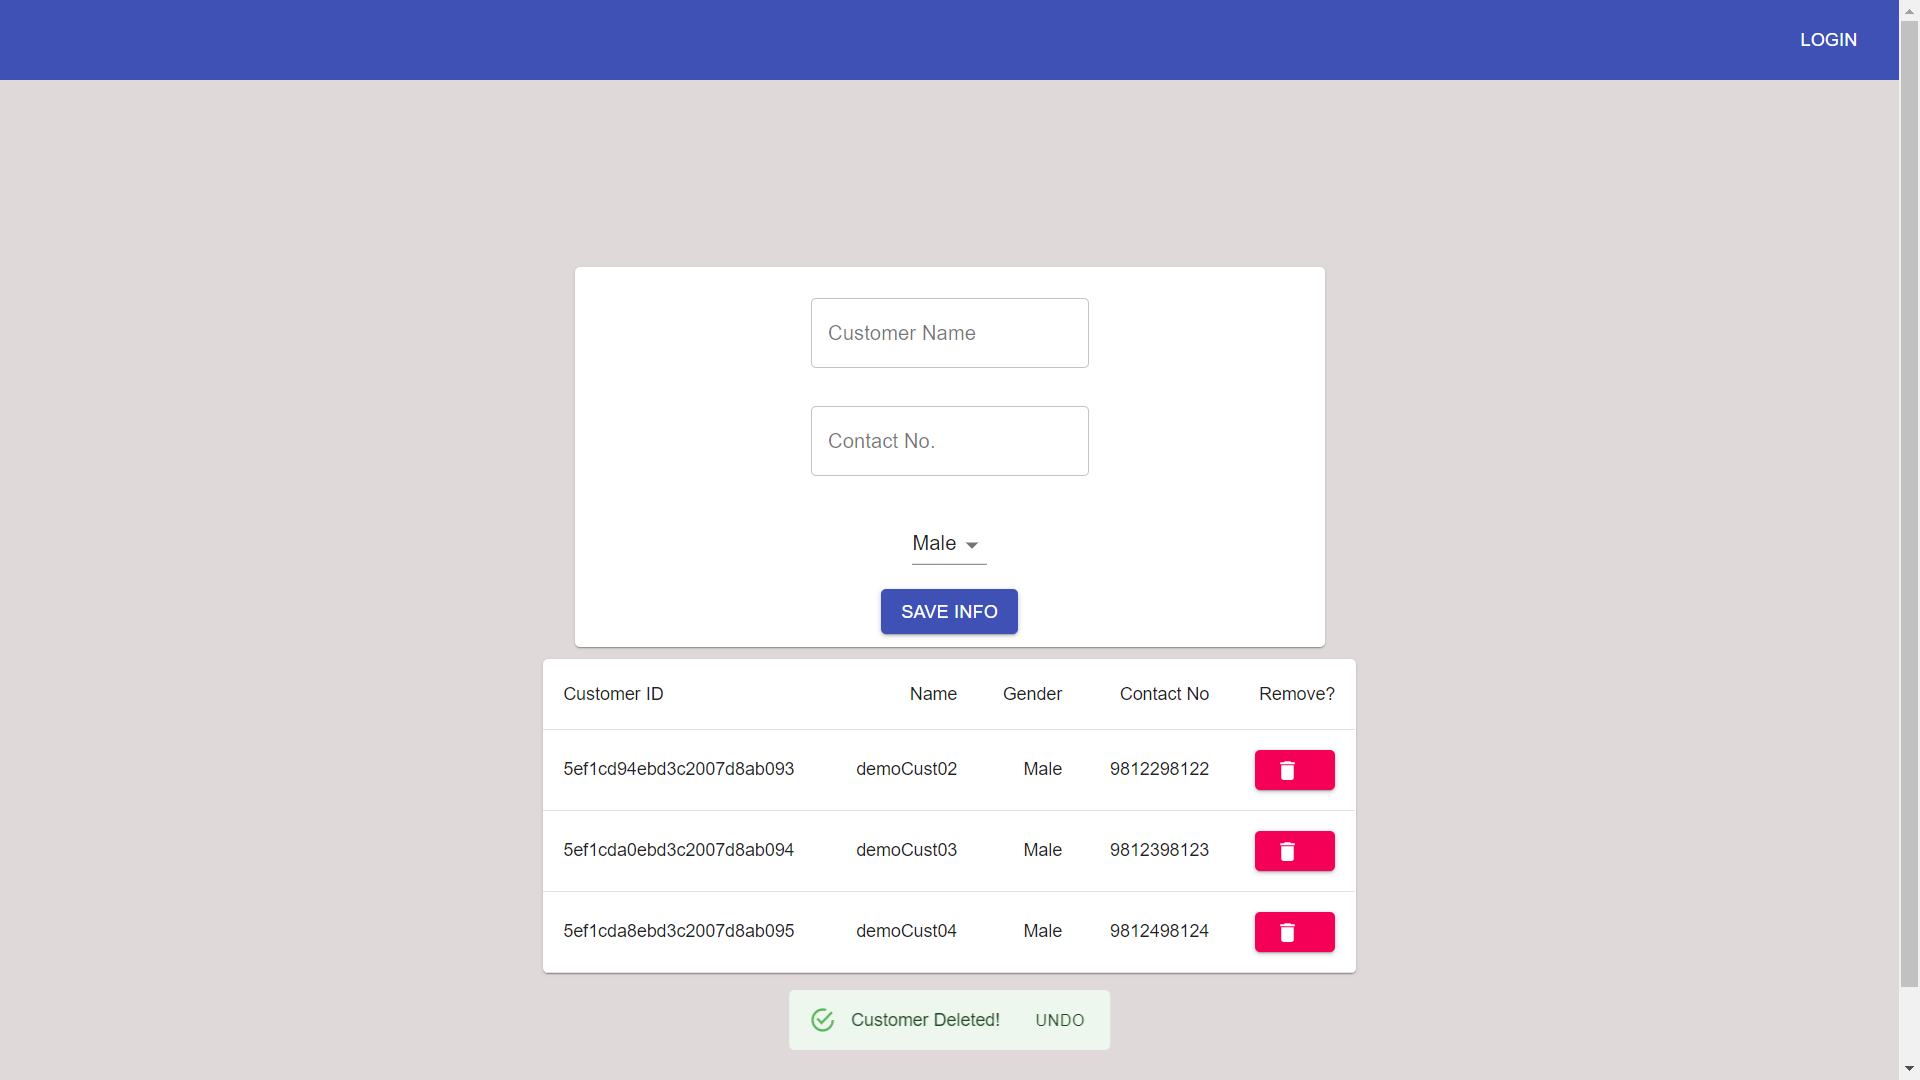 LOGIN
Customer Name
Contact No.
Male
SAVE INFO
Customer ID Name Gender Contact No Remove?
5ef1cd94ebd3c2007d8ab093 demoCust02 Male 9812298122
5ef1cda0ebd3c2007d8ab094 demoCust03 Male 9812398123
5ef1cda8ebd3c2007d8ab095 demoCust04 Male 9812498124
Customer Deleted! UNDO